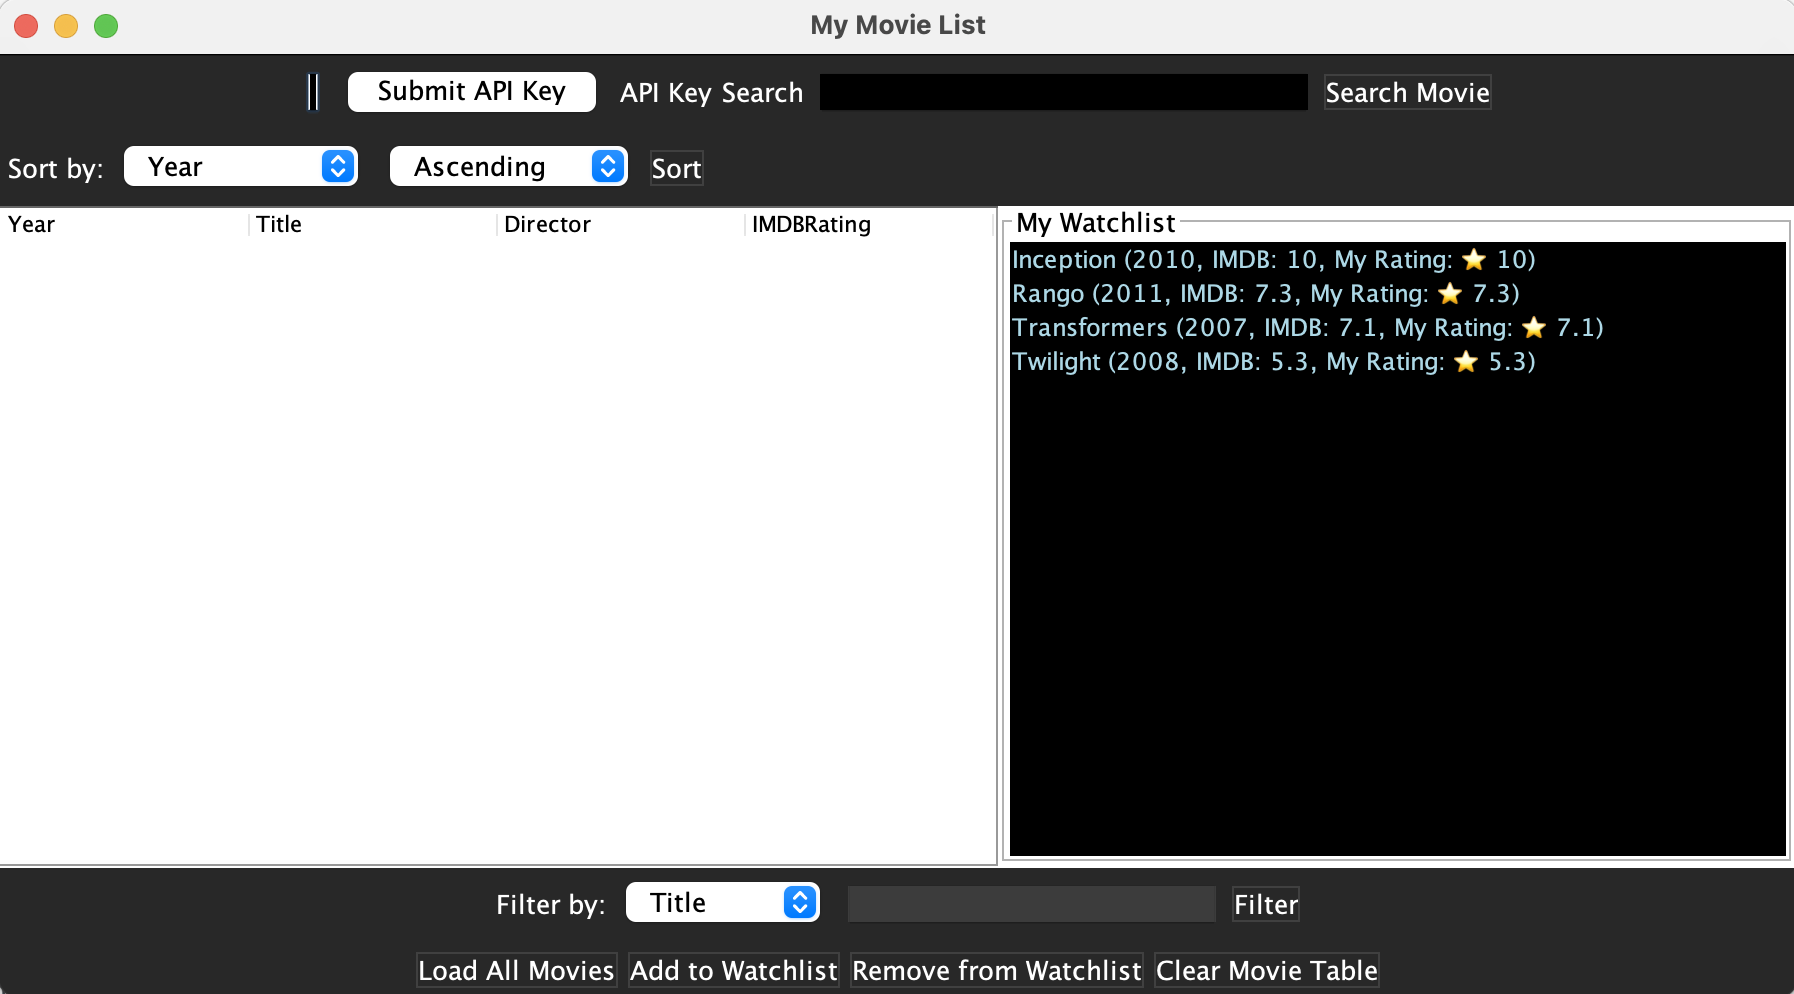 My Movie List
Submit API Key API Key Search Search Movie
Sort by: Year Ascending Sort
Year Title Director IMDBRating
My Watchlist
Inception (2010, IMDB: 10, My Rating: ⭐ 10)
Rango (2011, IMDB: 7.3, My Rating: ⭐ 7.3)
Transformers (2007, IMDB: 7.1, My Rating: ⭐ 7.1)
Twilight (2008, IMDB: 5.3, My Rating: ⭐ 5.3)
Filter by: Title Filter
Load All Movies Add to Watchlist Remove from Watchlist Clear Movie Table